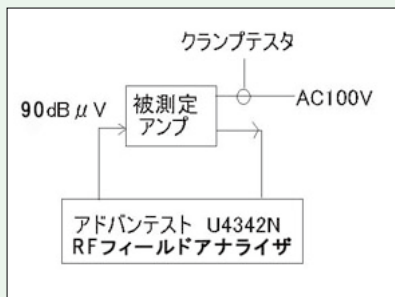 クランプテスタ
AC100V
90dBμV
被測定
アンプ
アドバンテスト U4342N
RFフィールドアナライザ